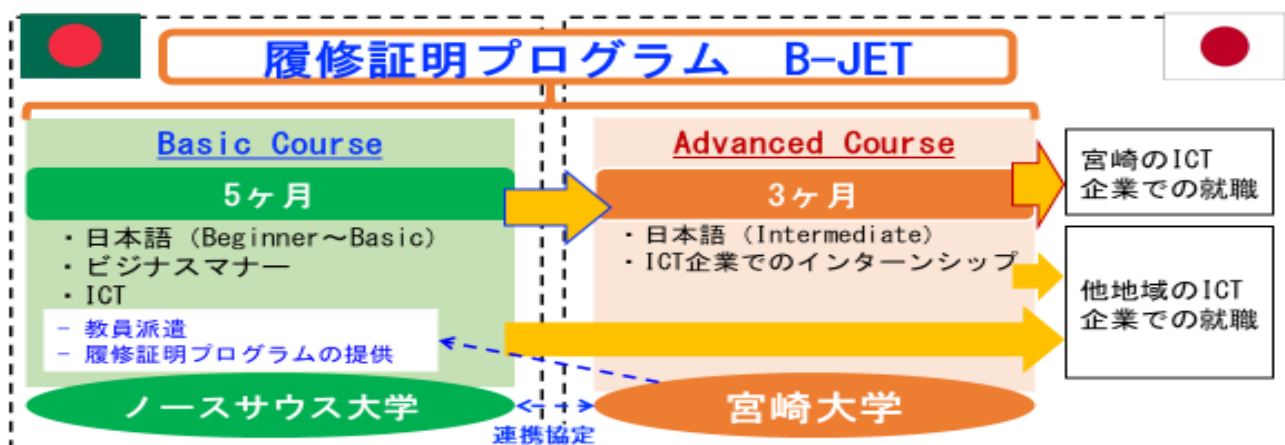 履修証明プログラム B-JET
Basic Course
5ヶ月
・日本語（Beginner～Basic）
・ビジナスマナー
・ICT
− 教員派遣
− 履修証明プログラムの提供
ノースサウス大学
Advanced Course
3ヶ月
・日本語（Intermediate）
・ICT企業でのインターンシップ
宮崎大学
連携協定
宮崎のICT
企業での就職
他地域のICT
企業での就職